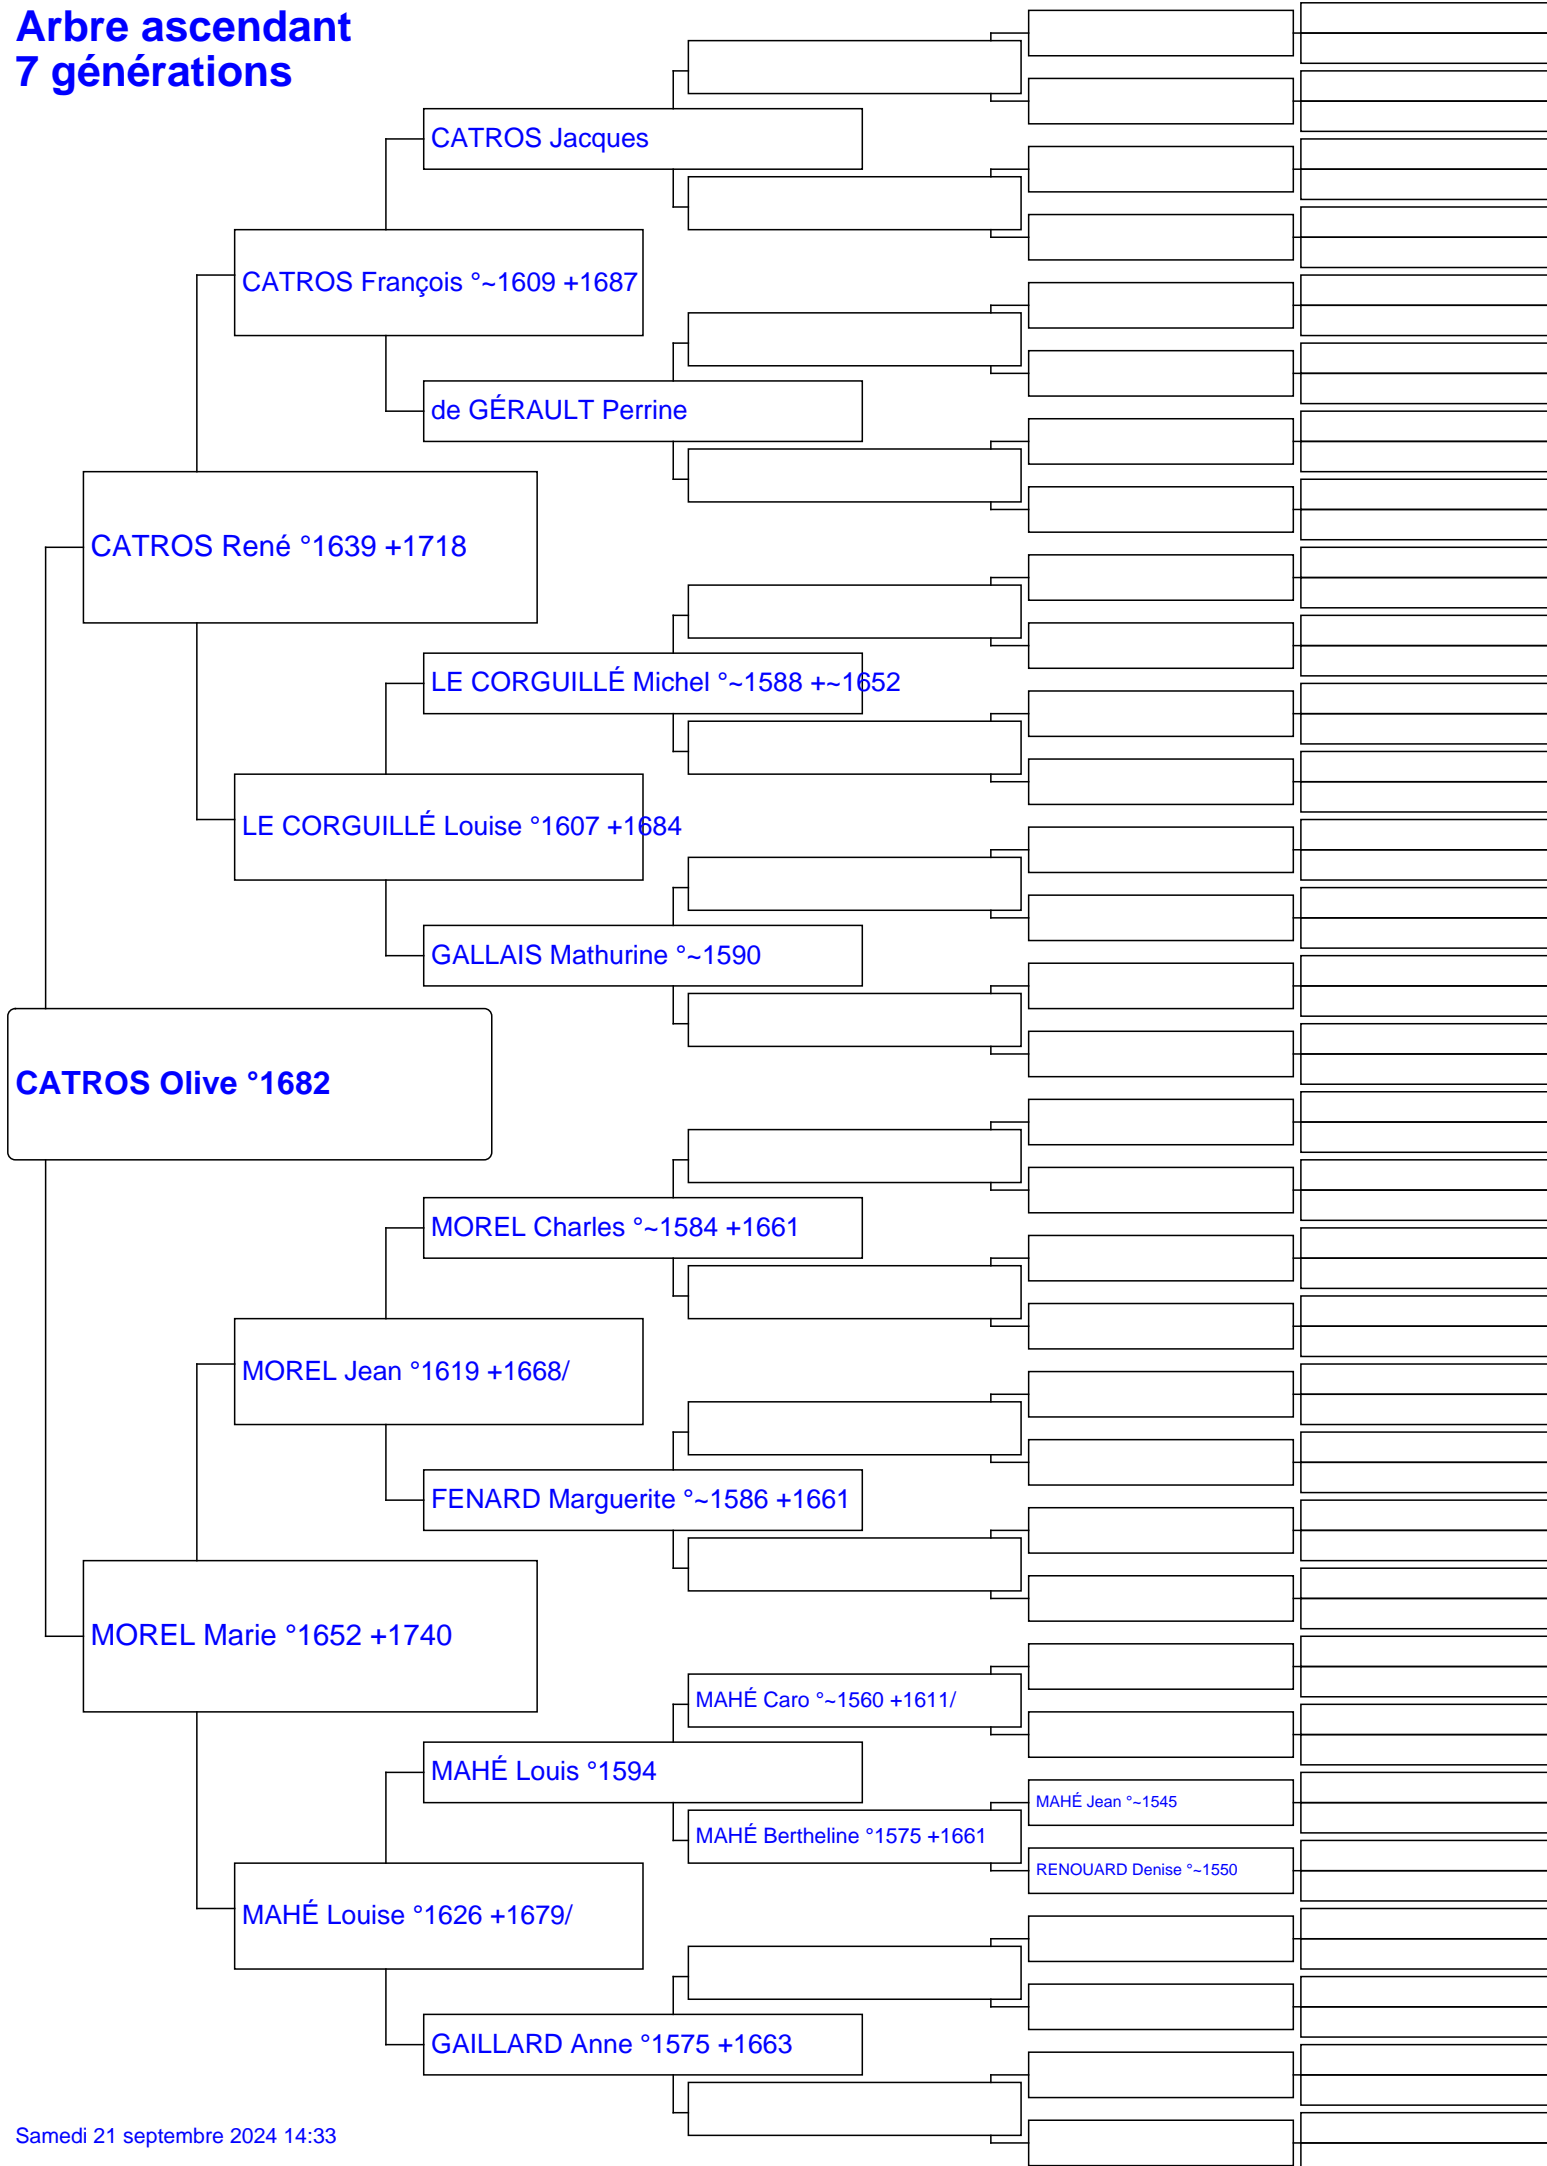 Arbre ascendant
7 générations
CATROS Jacques
CATROS François °~1609 +1687
de GÉRAULT Perrine
CATROS René °1639 +1718
LE CORGUILLÉ Michel °~1588 +~1652
LE CORGUILLÉ Louise °1607 +1684
GALLAIS Mathurine °~1590
CATROS Olive °1682
MOREL Charles °~1584 +1661
MOREL Jean °1619 +1668/
FENARD Marguerite °~1586 +1661
MOREL Marie °1652 +1740
MAHÉ Caro °~1560 +1611/
MAHÉ Louis °1594
MAHÉ Jean °~1545
MAHÉ Bertheline °1575 +1661
RENOUARD Denise °~1550
MAHÉ Louise °1626 +1679/
GAILLARD Anne °1575 +1663
Samedi 21 septembre 2024 14:33